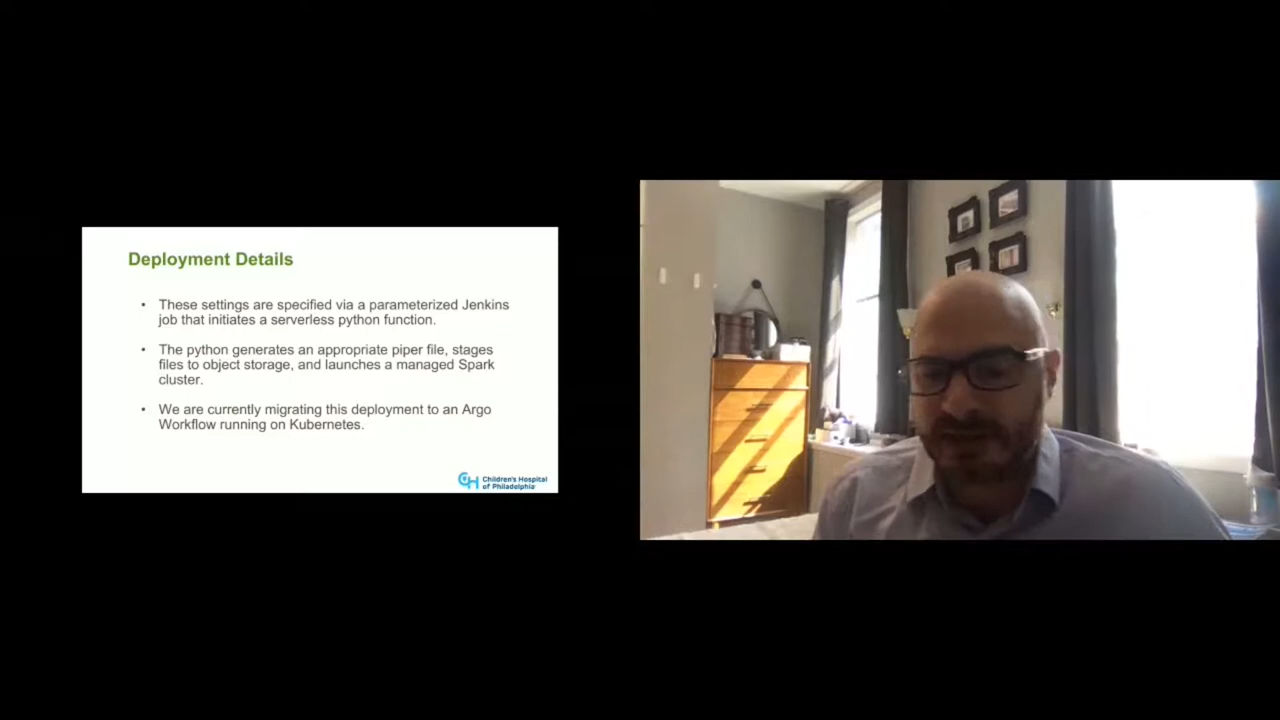 Deployment Details
• These settings are specified via a parameterized Jenkins
job that initiates a serverless python function.
• The python generates an appropriate piper file, stages
files to object storage, and launches a managed Spark
cluster.
• We are currently migrating this deployment to an Argo
Workflow running on Kubernetes.
CH Children's Hospital
of Philadelphia